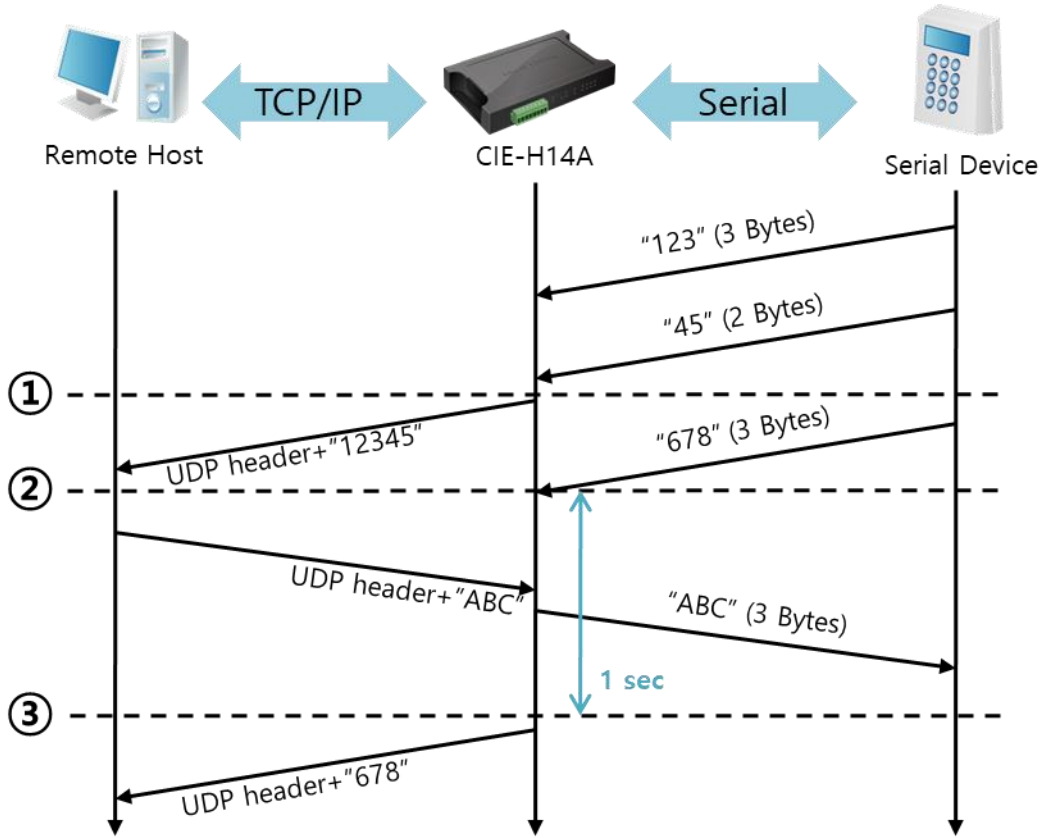 TCP/IP
Serial
Remote Host
CIE-H14A
Serial Device
“123” (3 Bytes)
“45” (2 Bytes)
①
UDP header+“12345”
“678” (3 Bytes)
②
UDP header+“ABC”
“ABC” (3 Bytes)
1 sec
③
UDP header+“678”